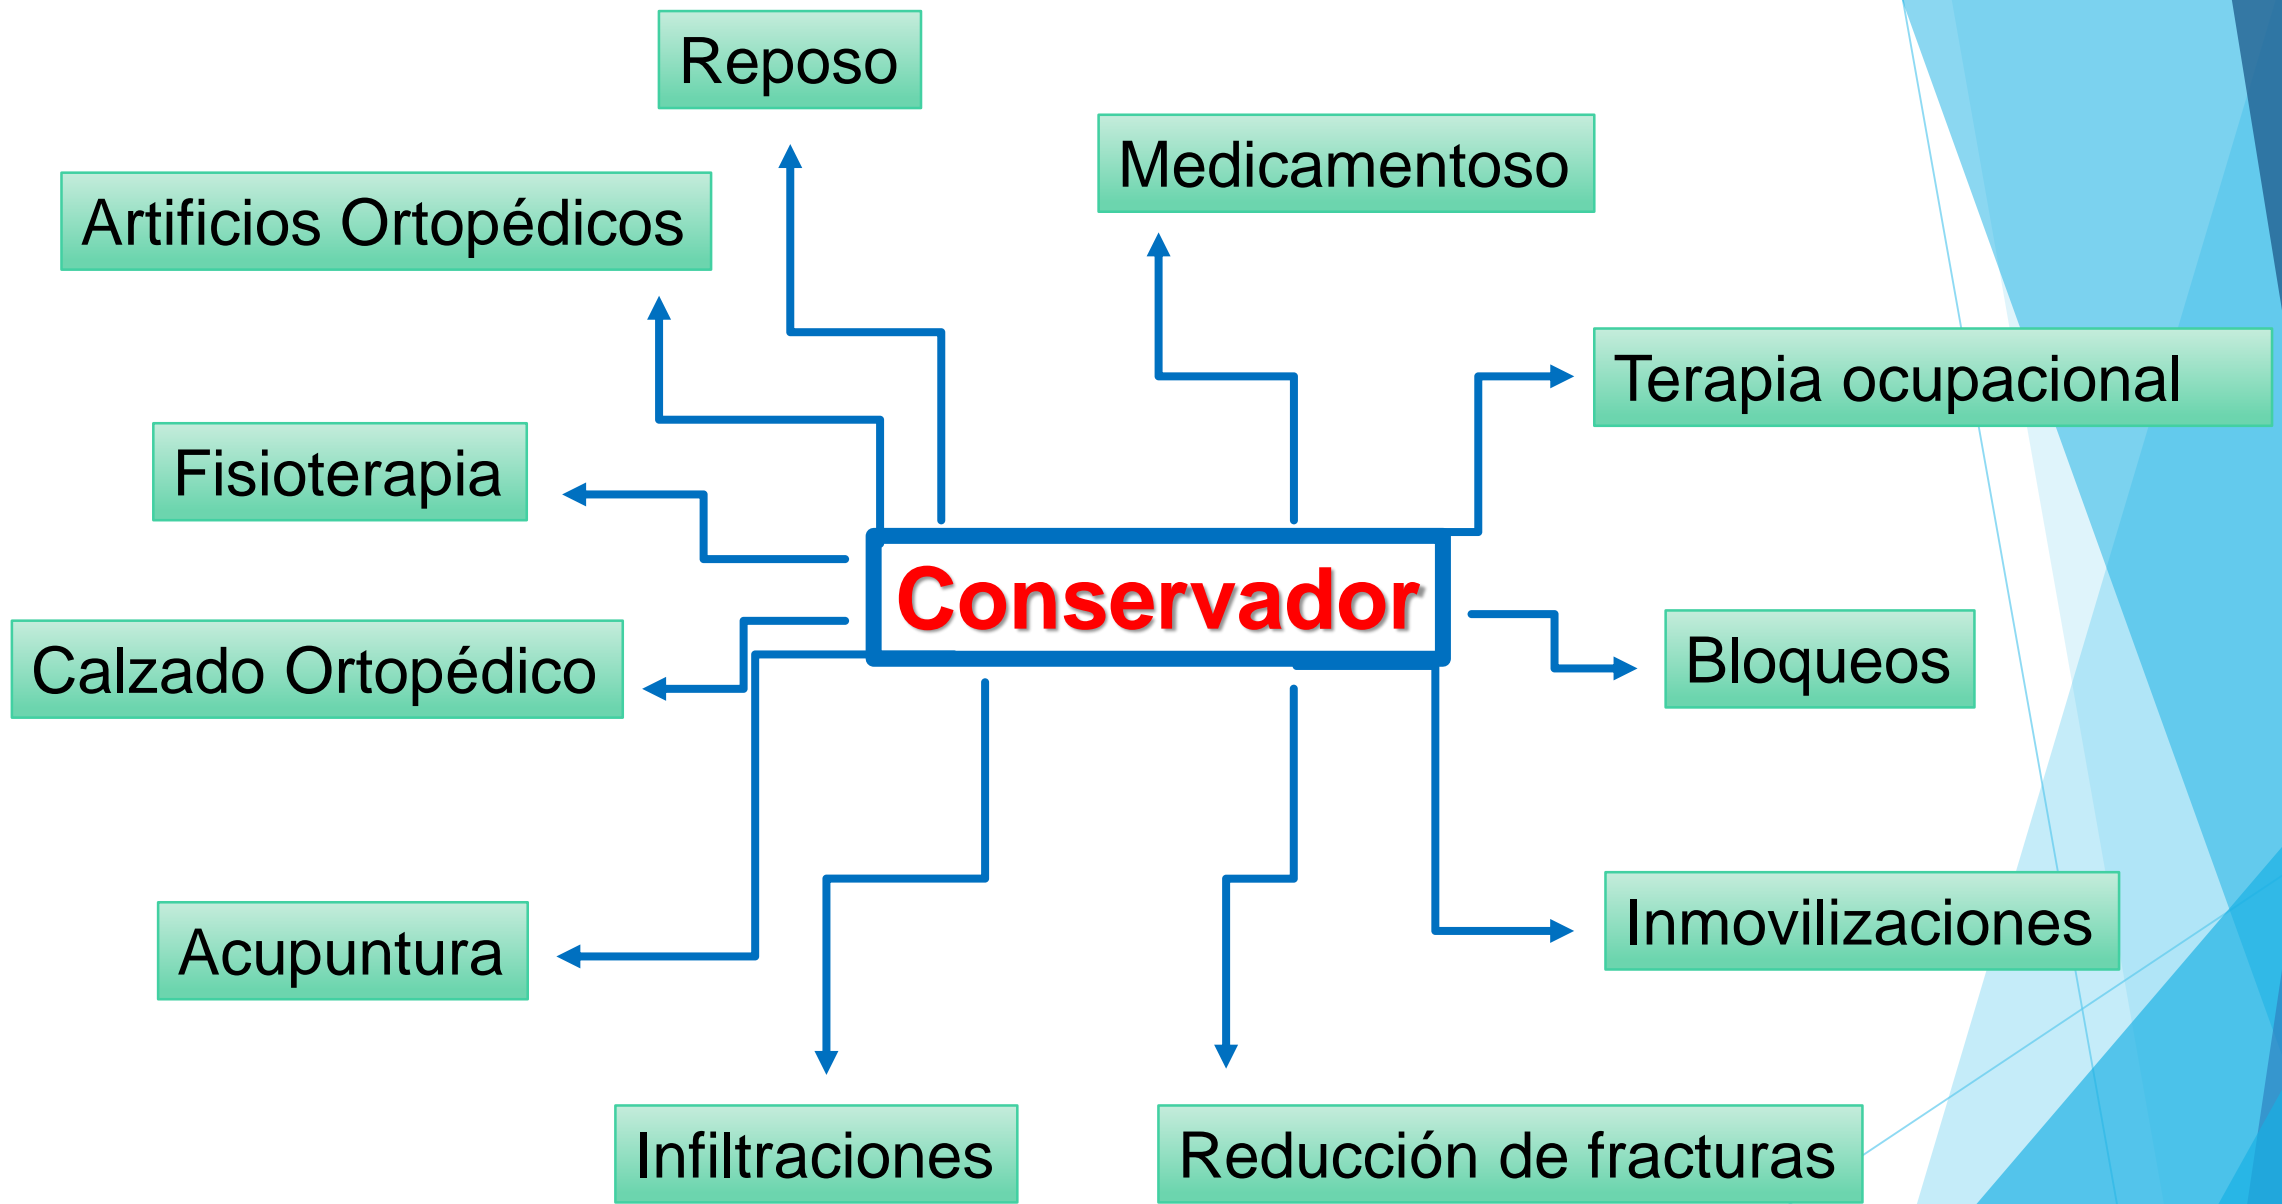 Reposo
Medicamentoso
Artificios Ortopédicos
Terapia ocupacional
Fisioterapia
Conservador
Calzado Ortopédico
Bloqueos
Acupuntura
Inmovilizaciones
Infiltraciones
Reducción de fracturas